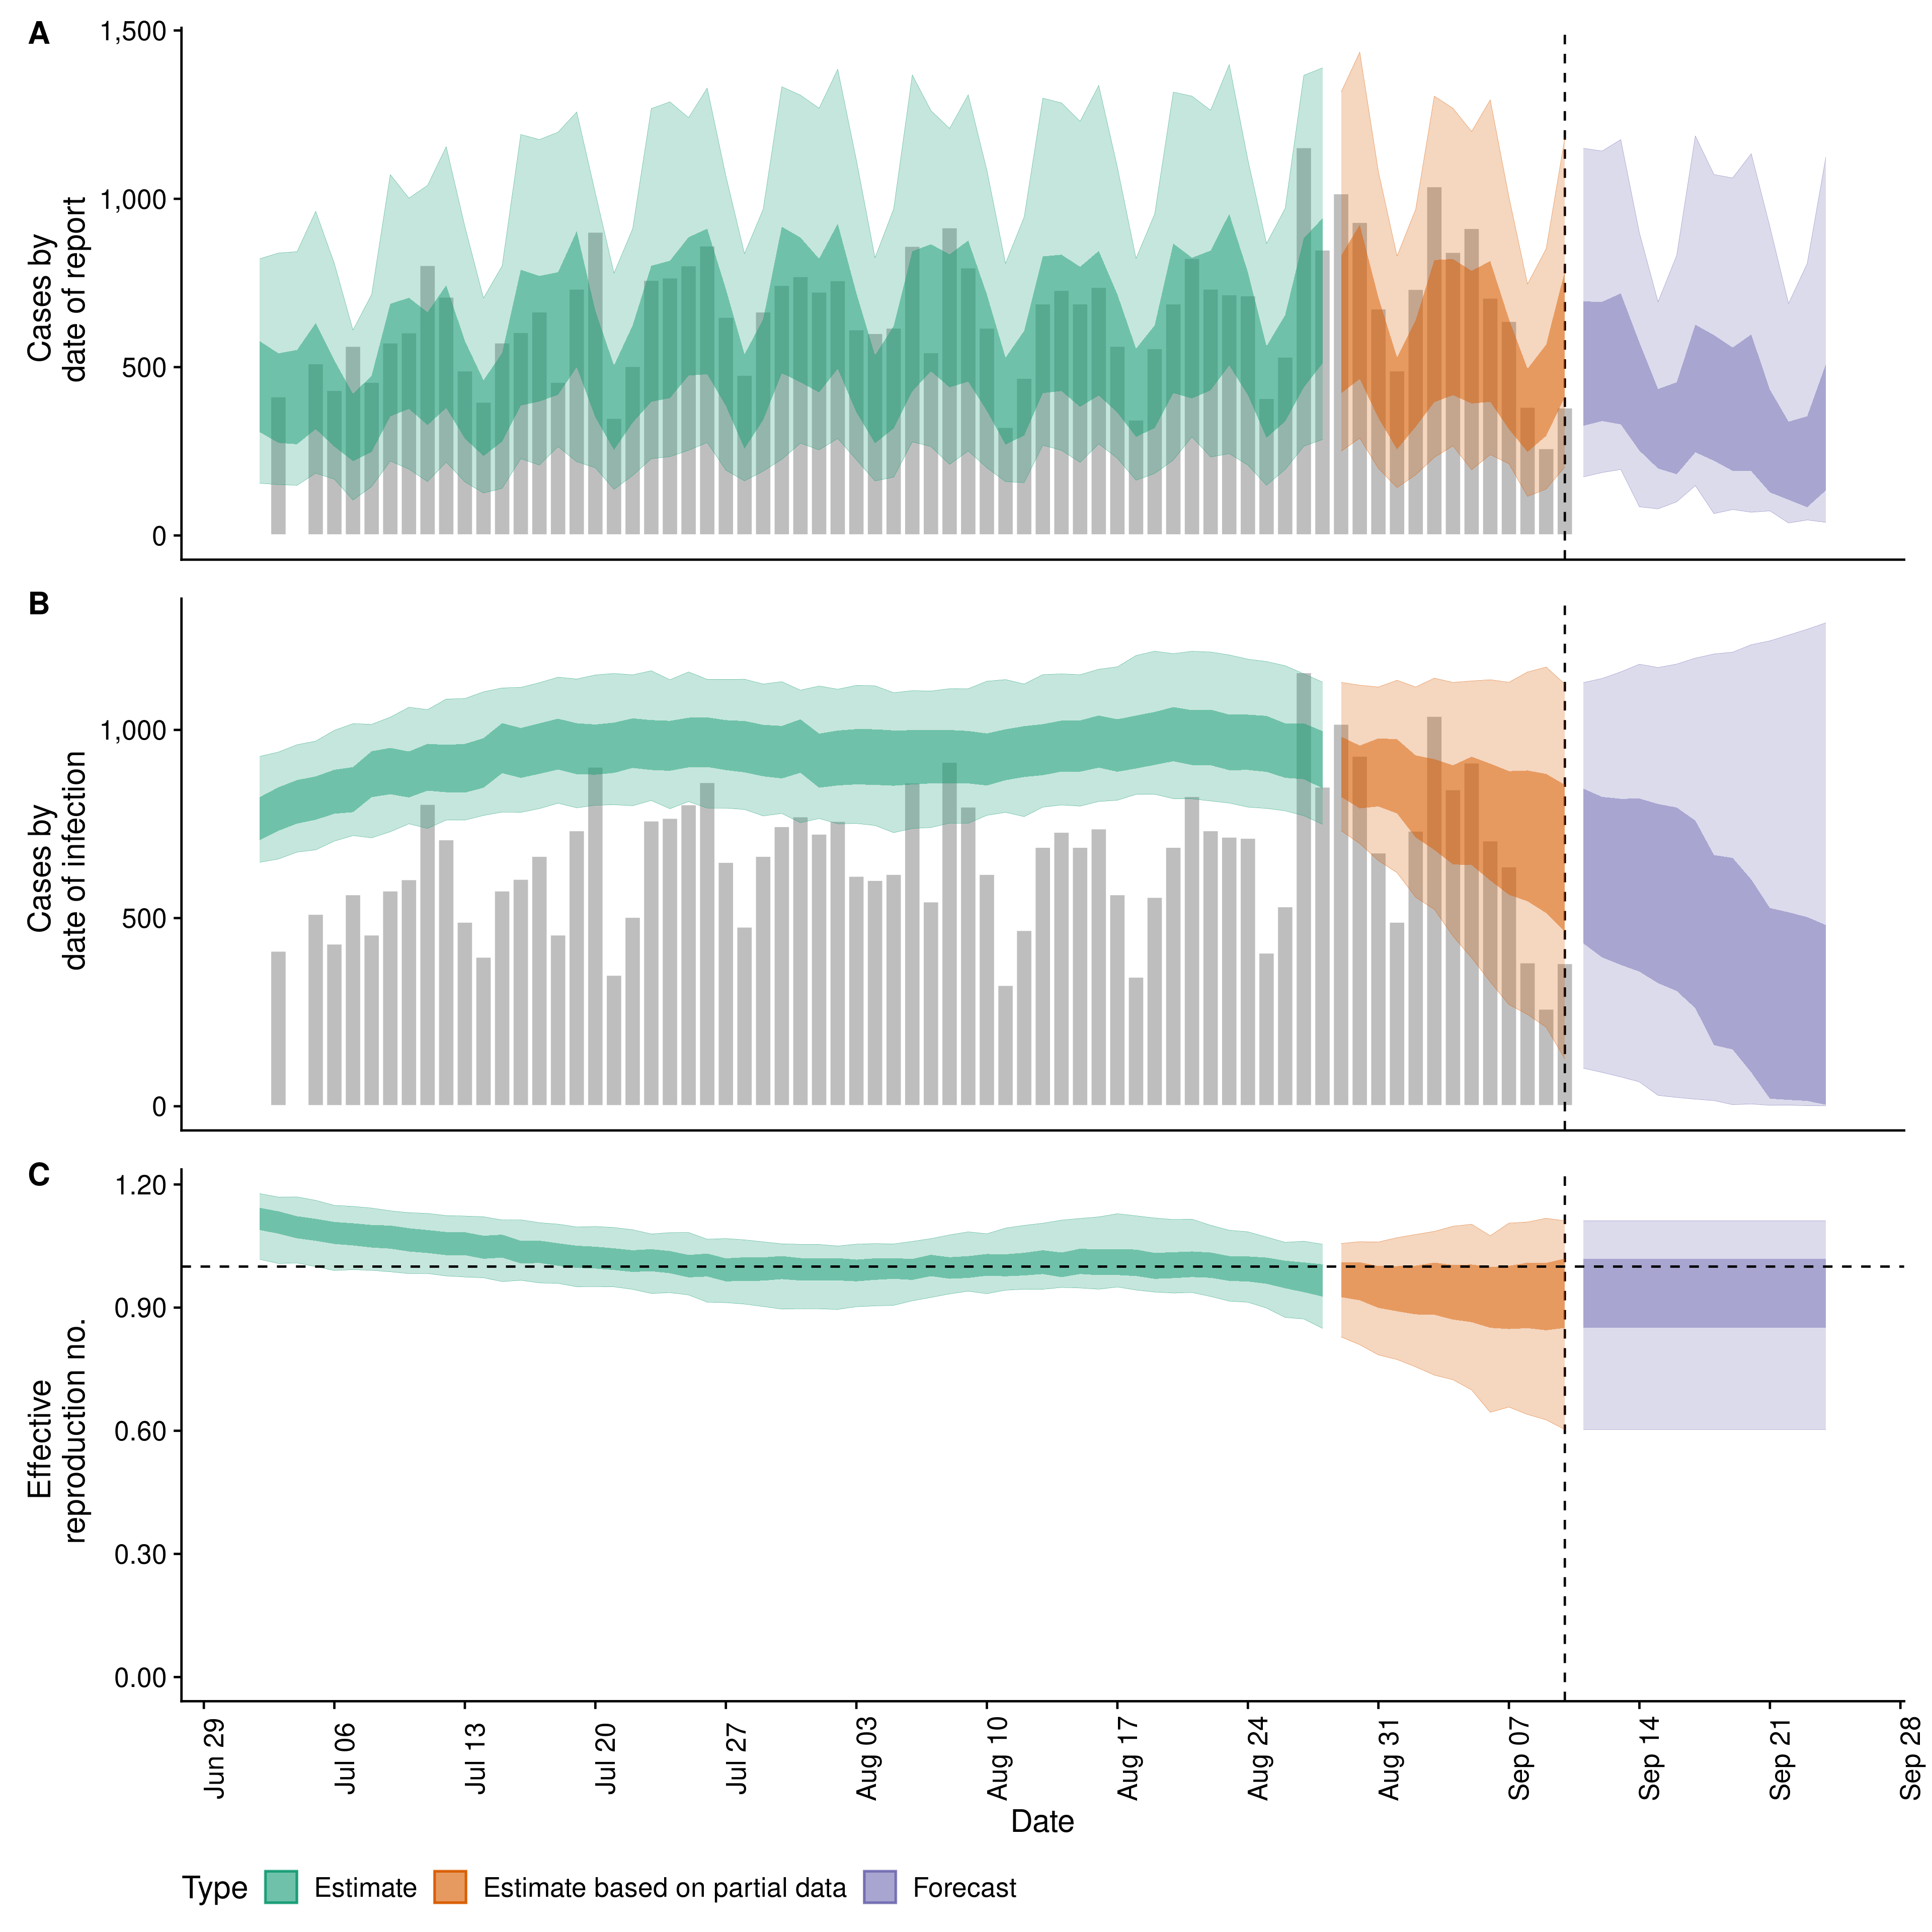 A
Cases by
date of report
1,500
1,000
500
0
B
Cases by
date of infection
1,000
500
0
C
Effective
reproduction no.
1.20
0.90
0.60
0.30
0.00
Jun 29
Jul 06
Jul 13
Jul 20
Jul 27
Aug 03
Aug 10
Aug 17
Aug 24
Aug 31
Sep 07
Sep 14
Sep 21
Sep 28
Date
Type Estimate Estimate based on partial data Forecast